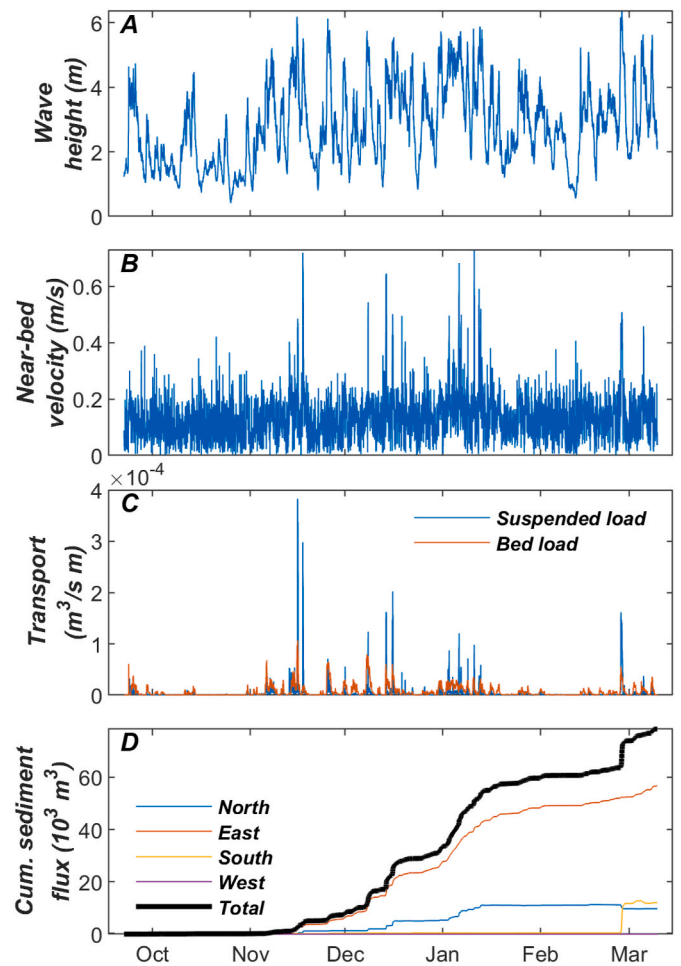 A
6
4
2
0
Wave
height (m)
B
0.6
0.4
0.2
0
Near-bed
velocity (m/s)
×10⁻⁴
C
4
3
2
1
0
Transport
(m³/s m)
Suspended load
Bed load
D
60
40
20
0
Cum. sediment
flux (10³ m³)
North
East
South
West
Total
Oct Nov Dec Jan Feb Mar